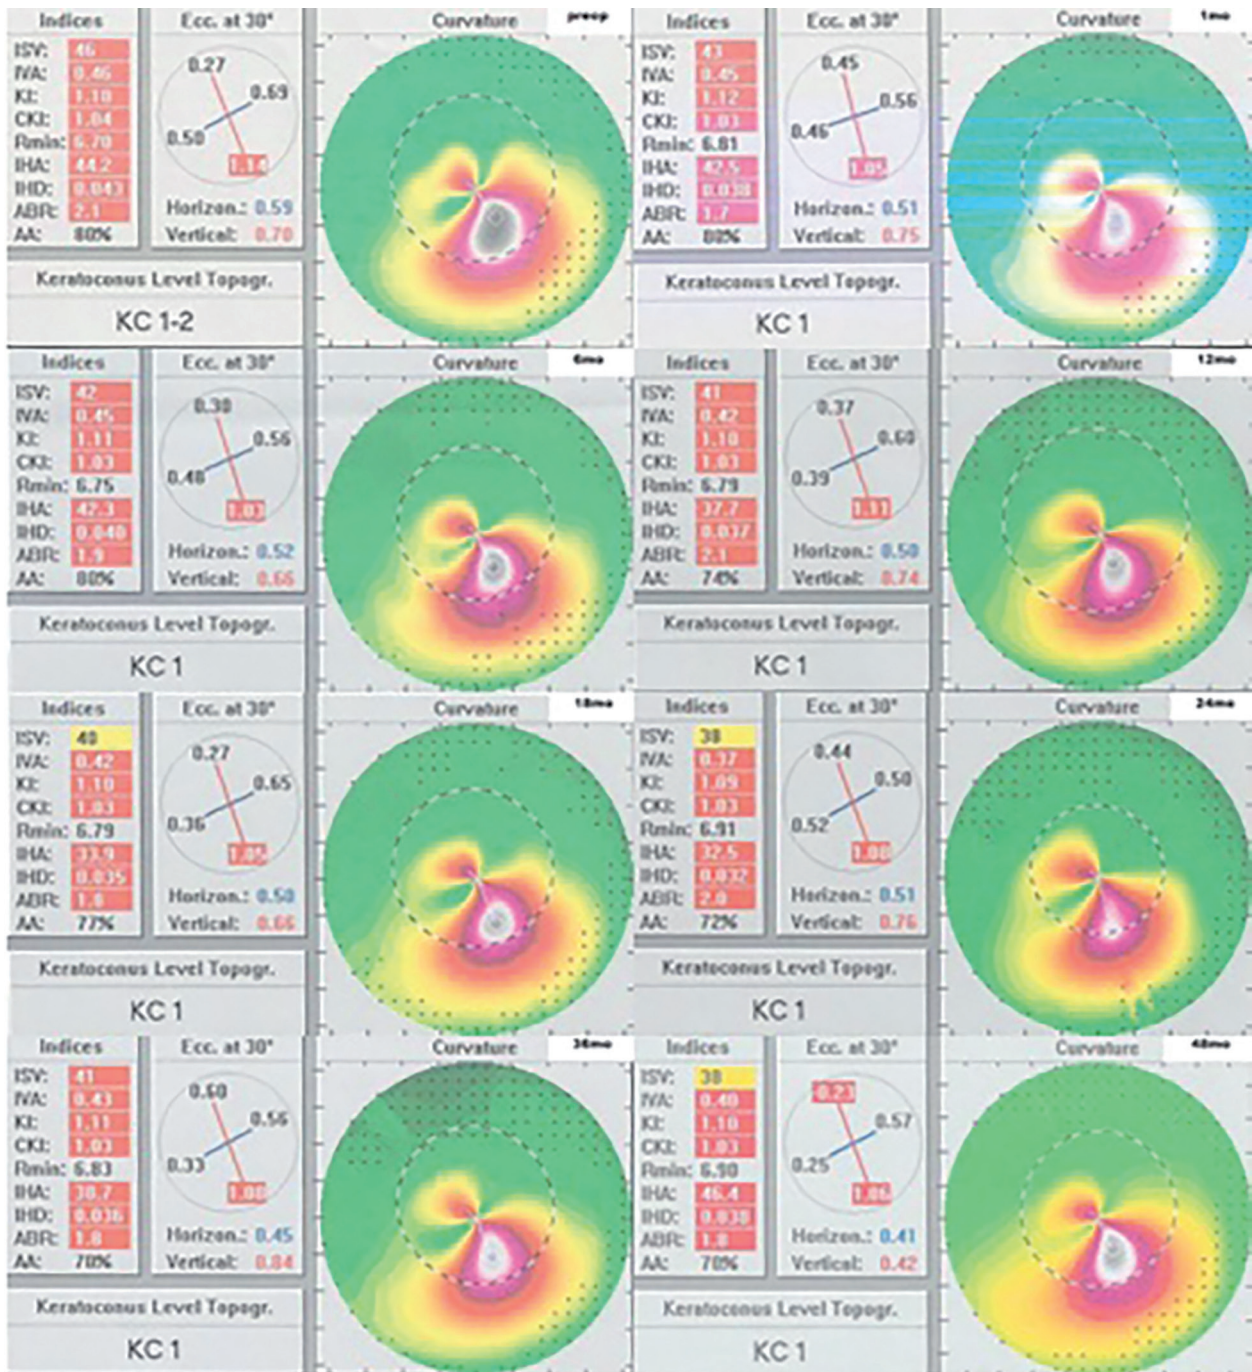 Indices Ecc. at 30° Curvature preop
ISV: 46
IVA: 0.46
KI: 1.10
CKI: 1.04
Rmin: 6.70
IHA: 44.2
IHD: 0.043
ABR: 2.1
AA: 80%
0.27
0.69
0.50
1.14
Horizon.: 0.59
Vertical: 0.70
Keratoconus Level Topogr.
KC 1-2
Indices Ecc. at 30° Curvature 1mo
ISV: 43
IVA: 0.45
KI: 1.12
CKI: 1.03
Rmin: 6.81
IHA: 42.5
IHD: 0.038
ABR: 1.7
AA: 80%
0.45
0.56
0.46
1.05
Horizon.: 0.51
Vertical: 0.75
Keratoconus Level Topogr.
KC 1
Indices Ecc. at 30° Curvature 6mo
ISV: 42
IVA: 0.45
KI: 1.11
CKI: 1.03
Rmin: 6.75
IHA: 42.3
IHD: 0.040
ABR: 1.9
AA: 80%
0.30
0.56
0.48
1.03
Horizon.: 0.52
Vertical: 0.66
Keratoconus Level Topogr.
KC 1
Indices Ecc. at 30° Curvature 12mo
ISV: 41
IVA: 0.42
KI: 1.10
CKI: 1.03
Rmin: 6.79
IHA: 37.7
IHD: 0.037
ABR: 2.1
AA: 74%
0.37
0.60
0.39
1.11
Horizon.: 0.50
Vertical: 0.74
Keratoconus Level Topogr.
KC 1
Indices Ecc. at 30° Curvature 18mo
ISV: 40
IVA: 0.42
KI: 1.10
CKI: 1.03
Rmin: 6.79
IHA: 33.9
IHD: 0.035
ABR: 1.8
AA: 77%
0.27
0.65
0.36
1.05
Horizon.: 0.50
Vertical: 0.66
Keratoconus Level Topogr.
KC 1
Indices Ecc. at 30° Curvature 24mo
ISV: 38
IVA: 0.37
KI: 1.09
CKI: 1.03
Rmin: 6.91
IHA: 32.5
IHD: 0.032
ABR: 2.0
AA: 72%
0.44
0.50
0.52
1.08
Horizon.: 0.51
Vertical: 0.76
Keratoconus Level Topogr.
KC 1
Indices Ecc. at 30° Curvature 36mo
ISV: 41
IVA: 0.43
KI: 1.11
CKI: 1.03
Rmin: 6.83
IHA: 38.7
IHD: 0.036
ABR: 1.8
AA: 70%
0.60
0.56
0.33
1.08
Horizon.: 0.45
Vertical: 0.84
Keratoconus Level Topogr.
KC 1
Indices Ecc. at 30° Curvature 48mo
ISV: 38
IVA: 0.40
KI: 1.10
CKI: 1.03
Rmin: 6.90
IHA: 46.4
IHD: 0.038
ABR: 1.8
AA: 70%
0.57
0.25
1.06
Horizon.: 0.41
Vertical: 0.42
Keratoconus Level Topogr.
KC 1